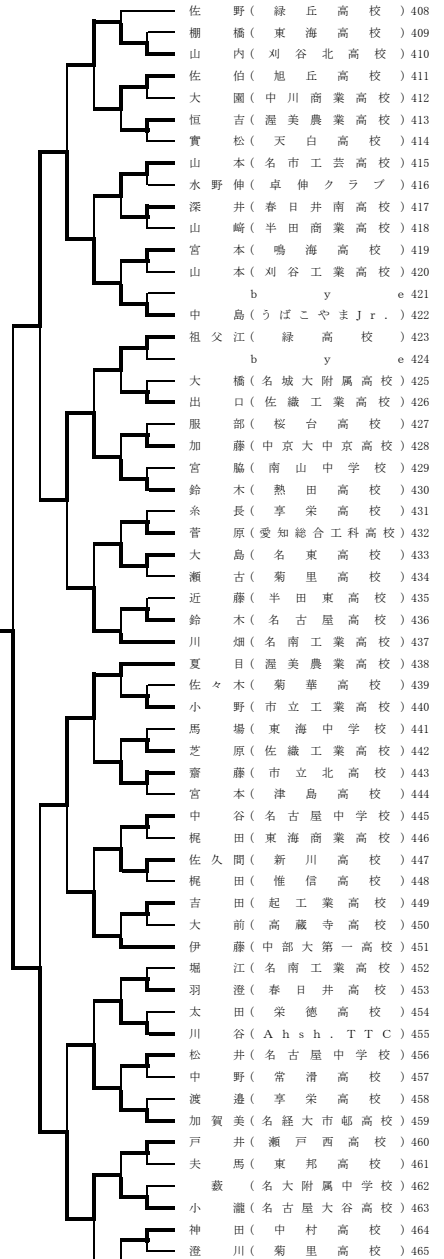 佐野(緑丘高校)408
棚橋(東海高校)409
山内(刈谷北高校)410
佐伯(旭丘高校)411
大園(中川商業高校)412
恒吉(渥美農業高校)413
實松(天白高校)414
山本(名市工芸高校)415
水野伸(卓伸クラブ)416
深井(春日井南高校)417
山﨑(半田商業高校)418
宮本(鳴海高校)419
山本(刈谷工業高校)420
bye421
中島(うばこやまJr.)422
祖父江(緑高校)423
bye424
大橋(名城大附属高校)425
出口(佐織工業高校)426
服部(桜台高校)427
加藤(中京大中京高校)428
宮脇(南山中学校)429
鈴木(熱田高校)430
糸長(享栄高校)431
菅原(愛知総合工科高校)432
大島(名東高校)433
瀬古(菊里高校)434
近藤(半田東高校)435
鈴木(名古屋高校)436
川畑(名南工業高校)437
夏目(渥美農業高校)438
佐々木(菊華高校)439
小野(市立工業高校)440
馬場(東海中学校)441
芝原(佐織工業高校)442
齋藤(市立北高校)443
宮本(津島高校)444
中谷(名古屋中学校)445
梶田(東海商業高校)446
佐久間(新川高校)447
梶田(惟信高校)448
吉田(起工業高校)449
大前(高蔵寺高校)450
伊藤(中部大第一高校)451
堀江(名南工業高校)452
羽澄(春日井高校)453
太田(栄徳高校)454
川谷(Ahsh.TTC)455
松井(名古屋中学校)456
中野(常滑高校)457
渡邉(享栄高校)458
加賀美(名経大市邨高校)459
戸井(瀬戸西高校)460
夫馬(東邦高校)461
薮(名大附属中学校)462
小瀧(名古屋大谷高校)463
神田(中村高校)464
澄川(菊里高校)465